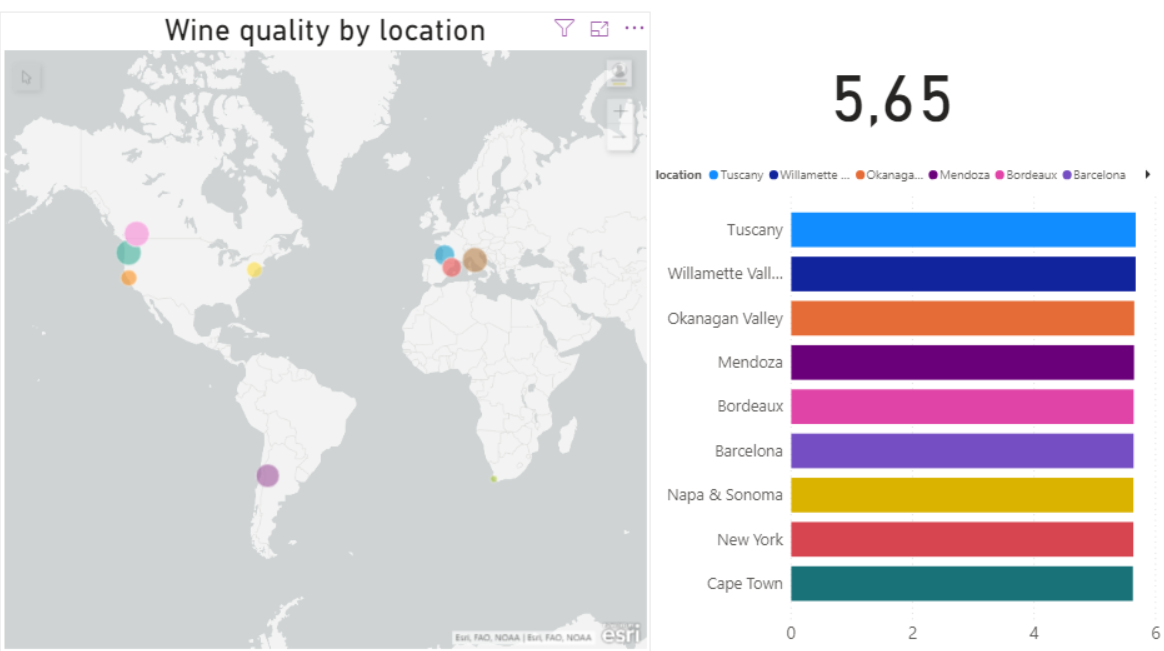 Wine quality by location
5,65
location Tuscany Willamette ... Okanaga... Mendoza Bordeaux Barcelona
Tuscany
Willamette Vall...
Okanagan Valley
Mendoza
Bordeaux
Barcelona
Napa & Sonoma
New York
Cape Town
0 2 4 6
Esri, FAO, NOAA | Esri, FAO, NOAA esri